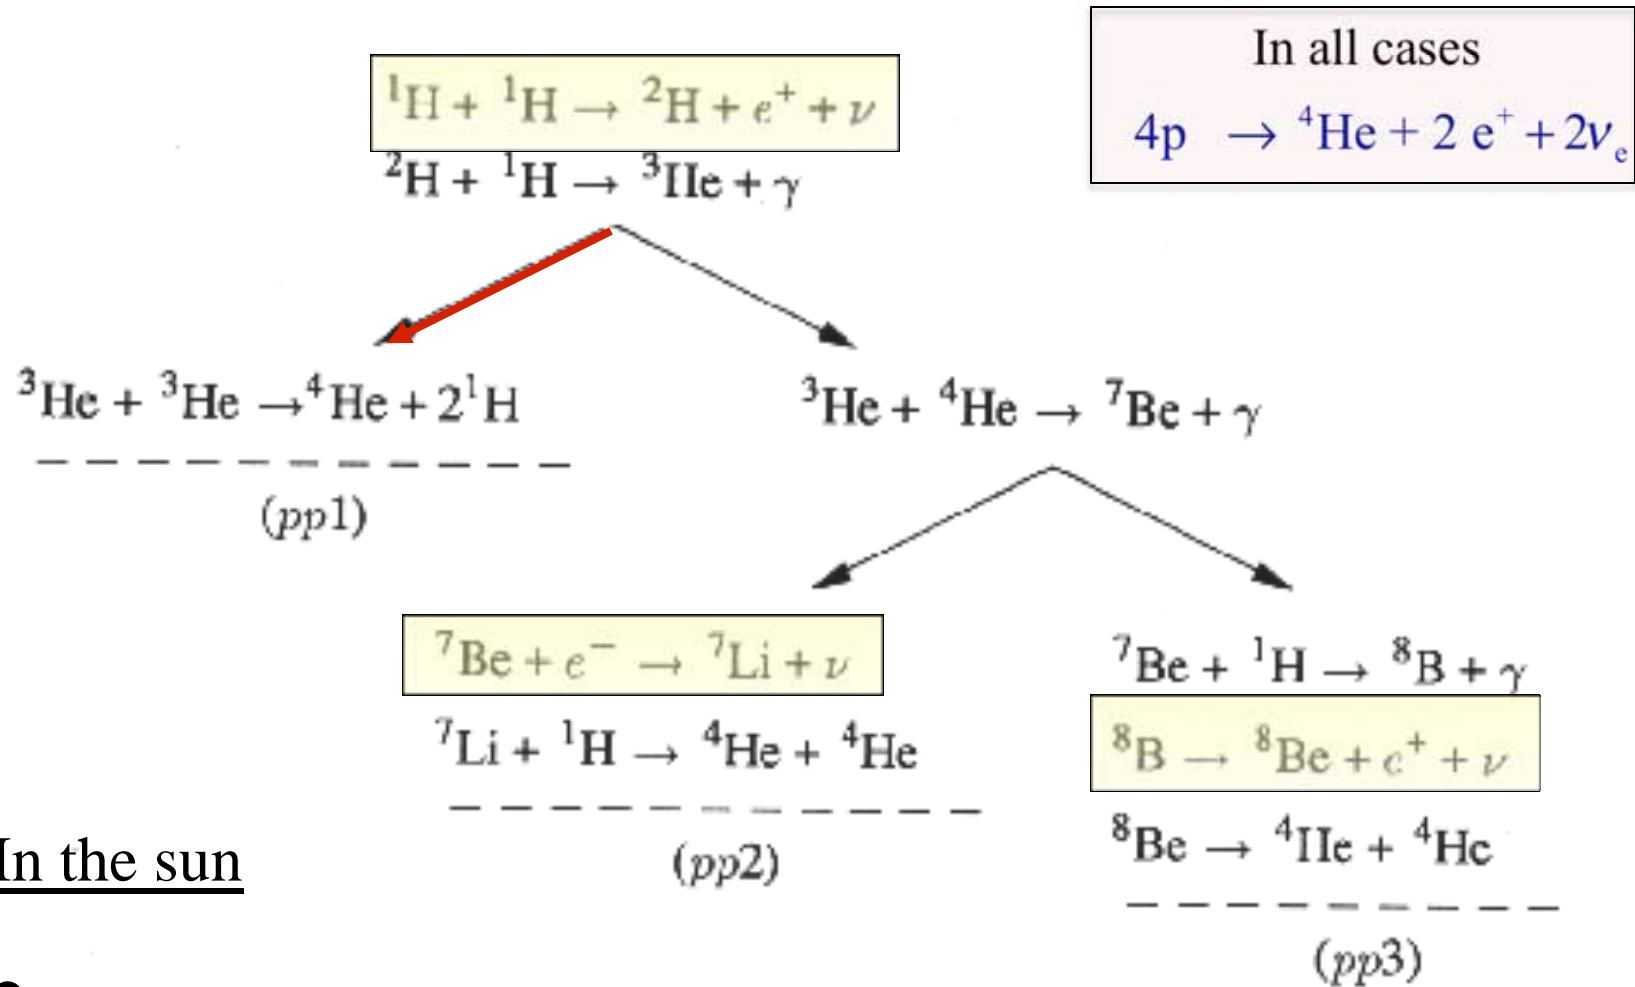 In all cases
4p → ⁴He + 2 e⁺ + 2νₑ
¹H + ¹H → ²H + e⁺ + ν
²H + ¹H → ³He + γ
³He + ³He → ⁴He + 2¹H
(pp1)
³He + ⁴He → ⁷Be + γ
⁷Be + e⁻ → ⁷Li + ν
⁷Li + ¹H → ⁴He + ⁴He
(pp2)
⁷Be + ¹H → ⁸B + γ
⁸B → ⁸Be + e⁺ + ν
⁸Be → ⁴He + ⁴He
(pp3)
In the sun